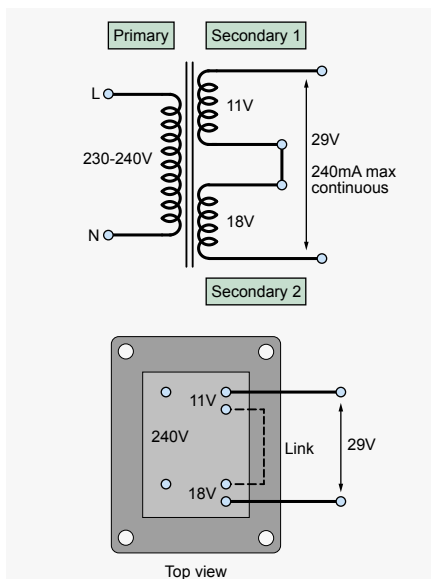 Primary
Secondary 1
L
11V
230-240V
29V
240mA max
continuous
18V
N
Secondary 2
11V
240V
Link
29V
18V
Top view